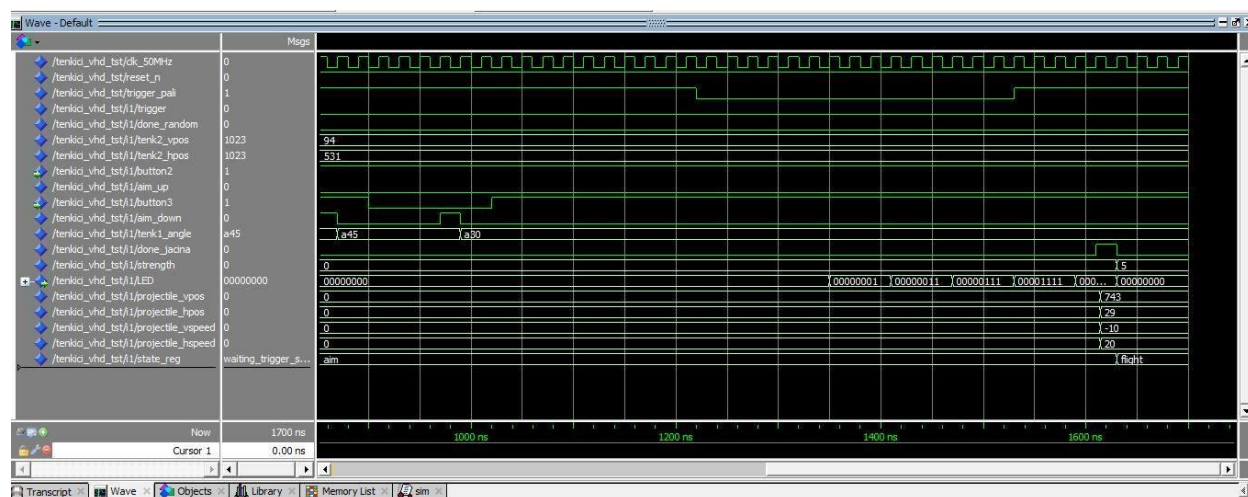 Wave - Default
Msgs
/tenkici_vhd_tst/clk_50MHz 0
/tenkici_vhd_tst/reset_n 0
/tenkici_vhd_tst/trigger_pali 1
/tenkici_vhd_tst/i1/trigger 0
/tenkici_vhd_tst/i1/done_random 0
/tenkici_vhd_tst/i1/tenk2_vpos 1023 94
/tenkici_vhd_tst/i1/tenk2_hpos 1023 531
/tenkici_vhd_tst/i1/button2 1
/tenkici_vhd_tst/i1/aim_up 0
/tenkici_vhd_tst/i1/button3 1
/tenkici_vhd_tst/i1/aim_down 0
/tenkici_vhd_tst/i1/tenk1_angle a45 a45 a30
/tenkici_vhd_tst/i1/done_jacina 0
/tenkici_vhd_tst/i1/strength 0 0 5
/tenkici_vhd_tst/i1/LED 00000000 00000000 00000001 00000011 00000111 00001111 000... 00000000
/tenkici_vhd_tst/i1/projectile_vpos 0 0 743
/tenkici_vhd_tst/i1/projectile_hpos 0 0 29
/tenkici_vhd_tst/i1/projectile_vspeed 0 0 -10
/tenkici_vhd_tst/i1/projectile_hspeed 0 0 20
/tenkici_vhd_tst/i1/state_reg waiting_trigger_s... aim flight
Now 1700 ns 1000 ns 1200 ns 1400 ns 1600 ns
Cursor 1 0.00 ns
Transcript Wave Objects Library Memory List sim